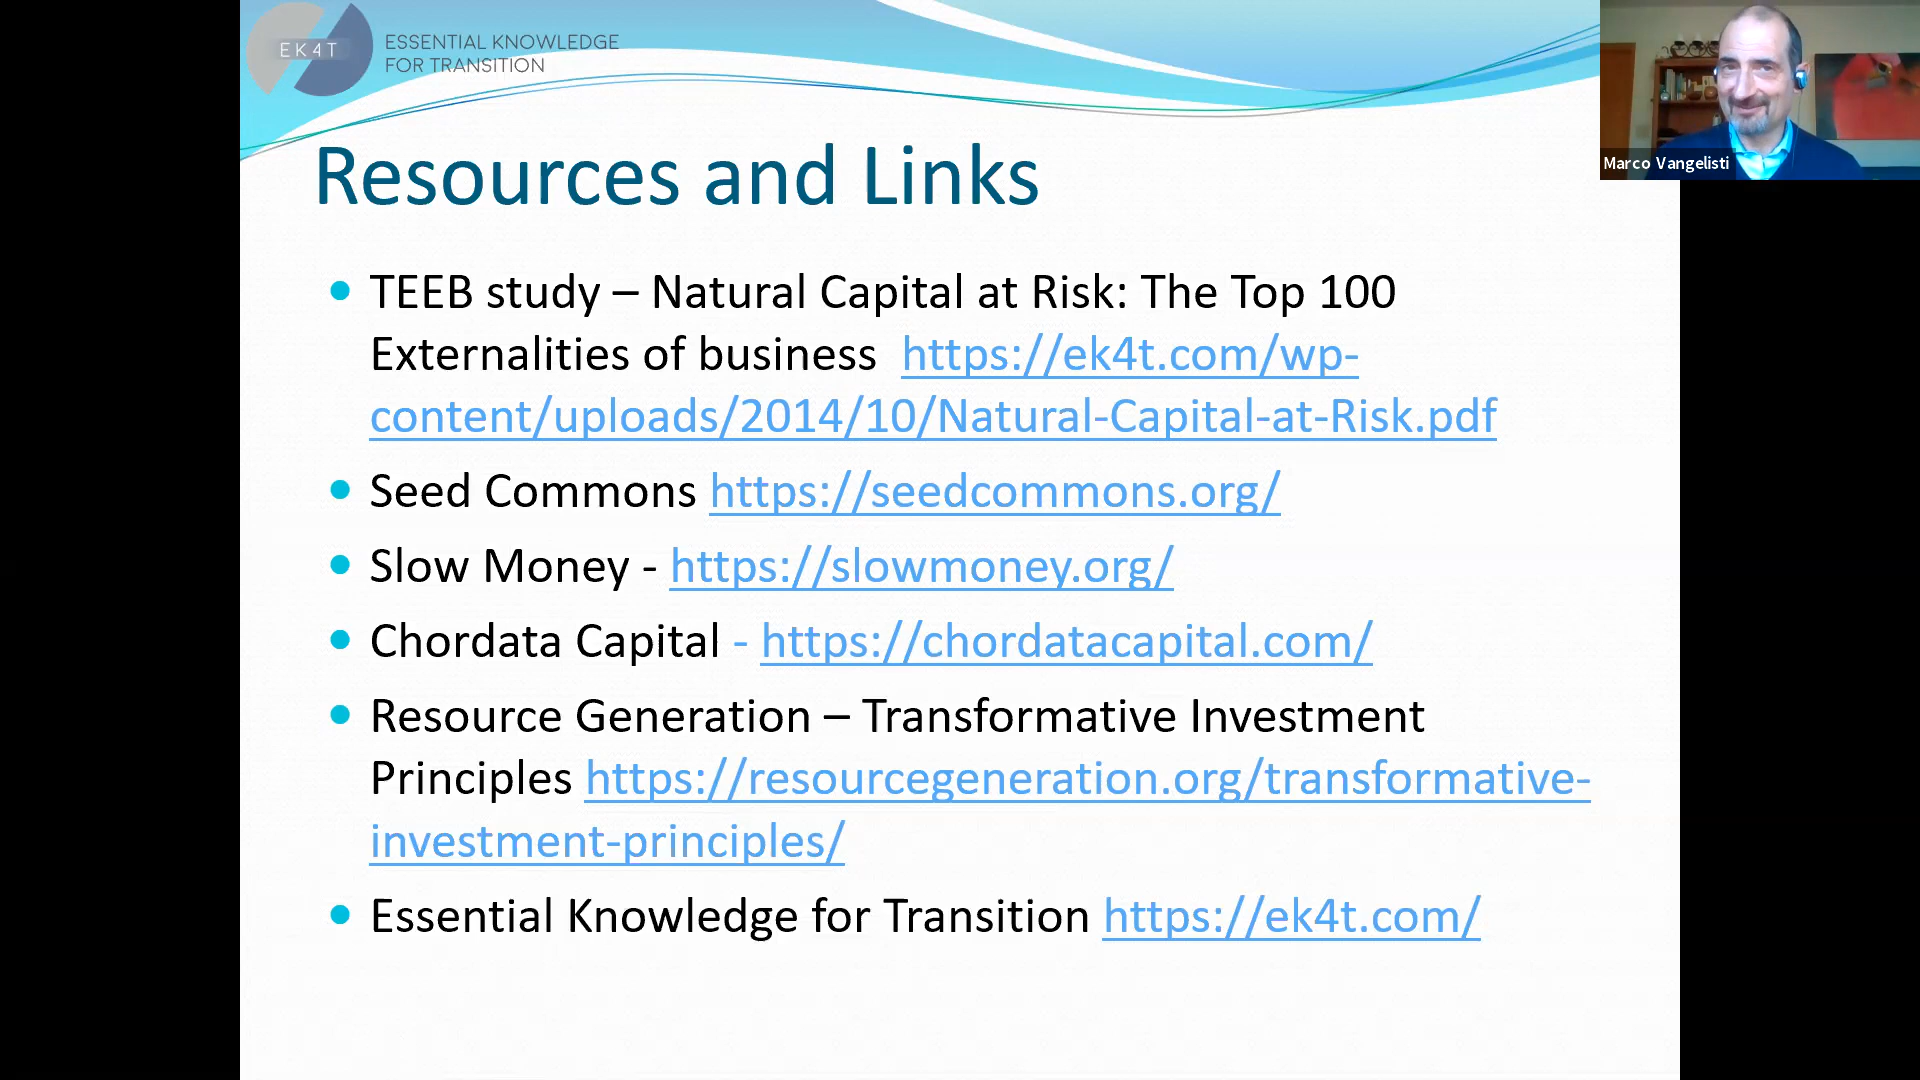 EK4T
ESSENTIAL KNOWLEDGE
FOR TRANSITION
Marco Vangelisti
Resources and Links
• TEEB study – Natural Capital at Risk: The Top 100
Externalities of business  https://ek4t.com/wp-
content/uploads/2014/10/Natural-Capital-at-Risk.pdf
• Seed Commons https://seedcommons.org/
• Slow Money - https://slowmoney.org/
• Chordata Capital - https://chordatacapital.com/
• Resource Generation – Transformative Investment
Principles https://resourcegeneration.org/transformative-
investment-principles/
• Essential Knowledge for Transition https://ek4t.com/